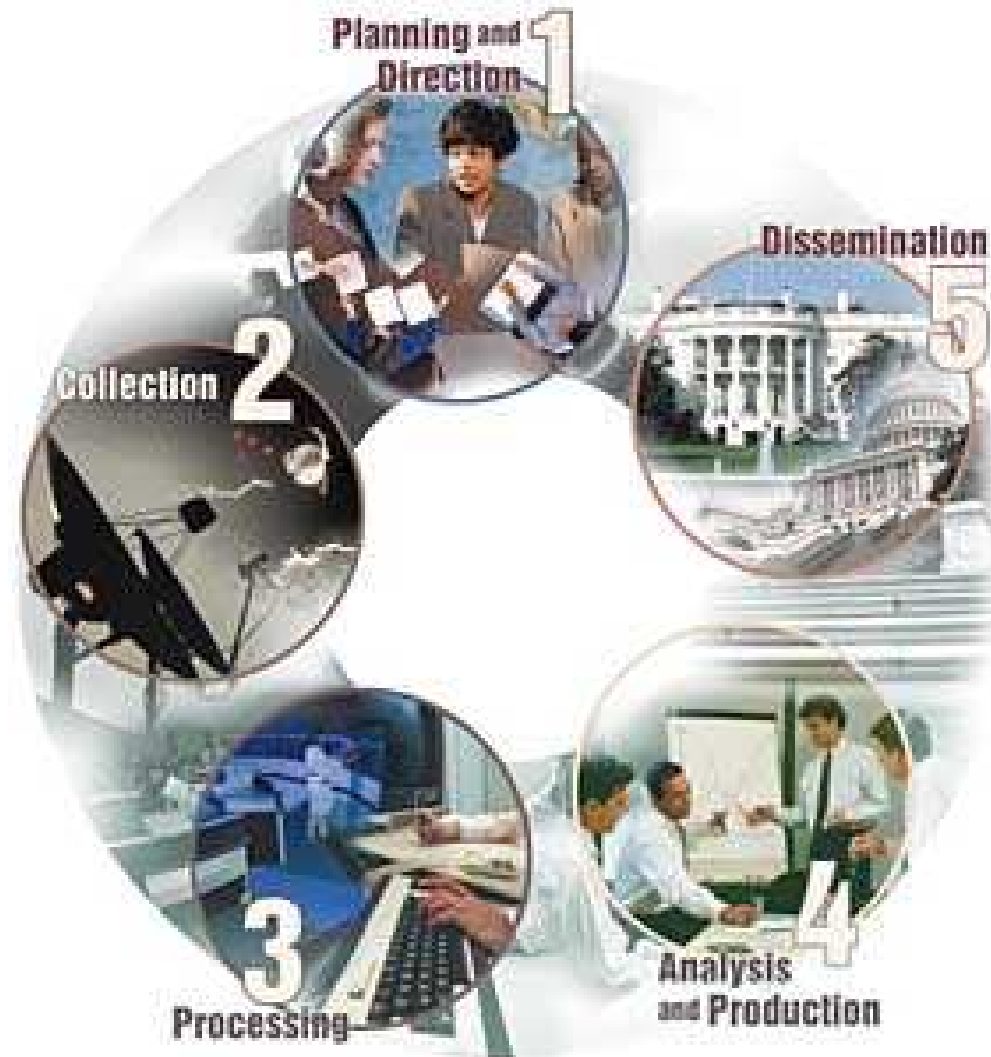 Planning and
Direction
1
2
Collection
3
Processing
4
Analysis
and Production
Dissemination
5